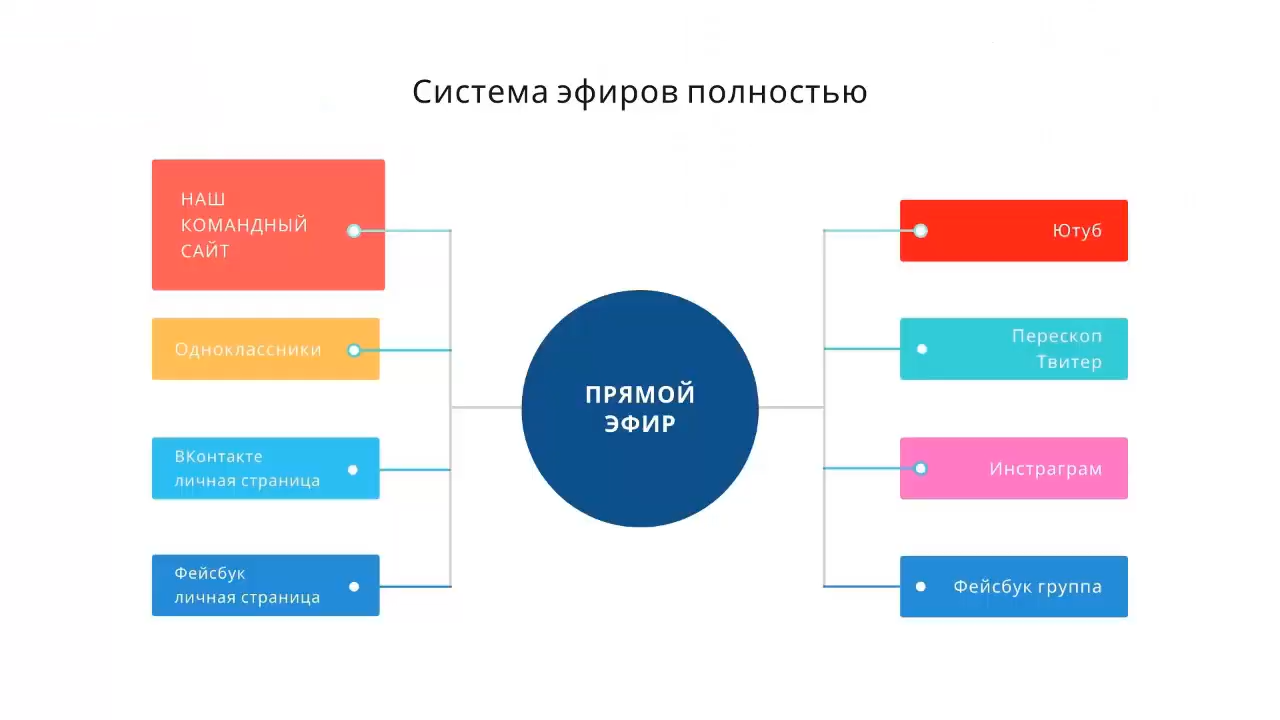 Система эфиров полностью
НАШ
КОМАНДНЫЙ
САЙТ
Одноклассники
ВКонтакте
личная страница
Фейсбук
личная страница
ПРЯМОЙ
ЭФИР
Ютуб
Перескоп
Твитер
Инстраграм
Фейсбук группа